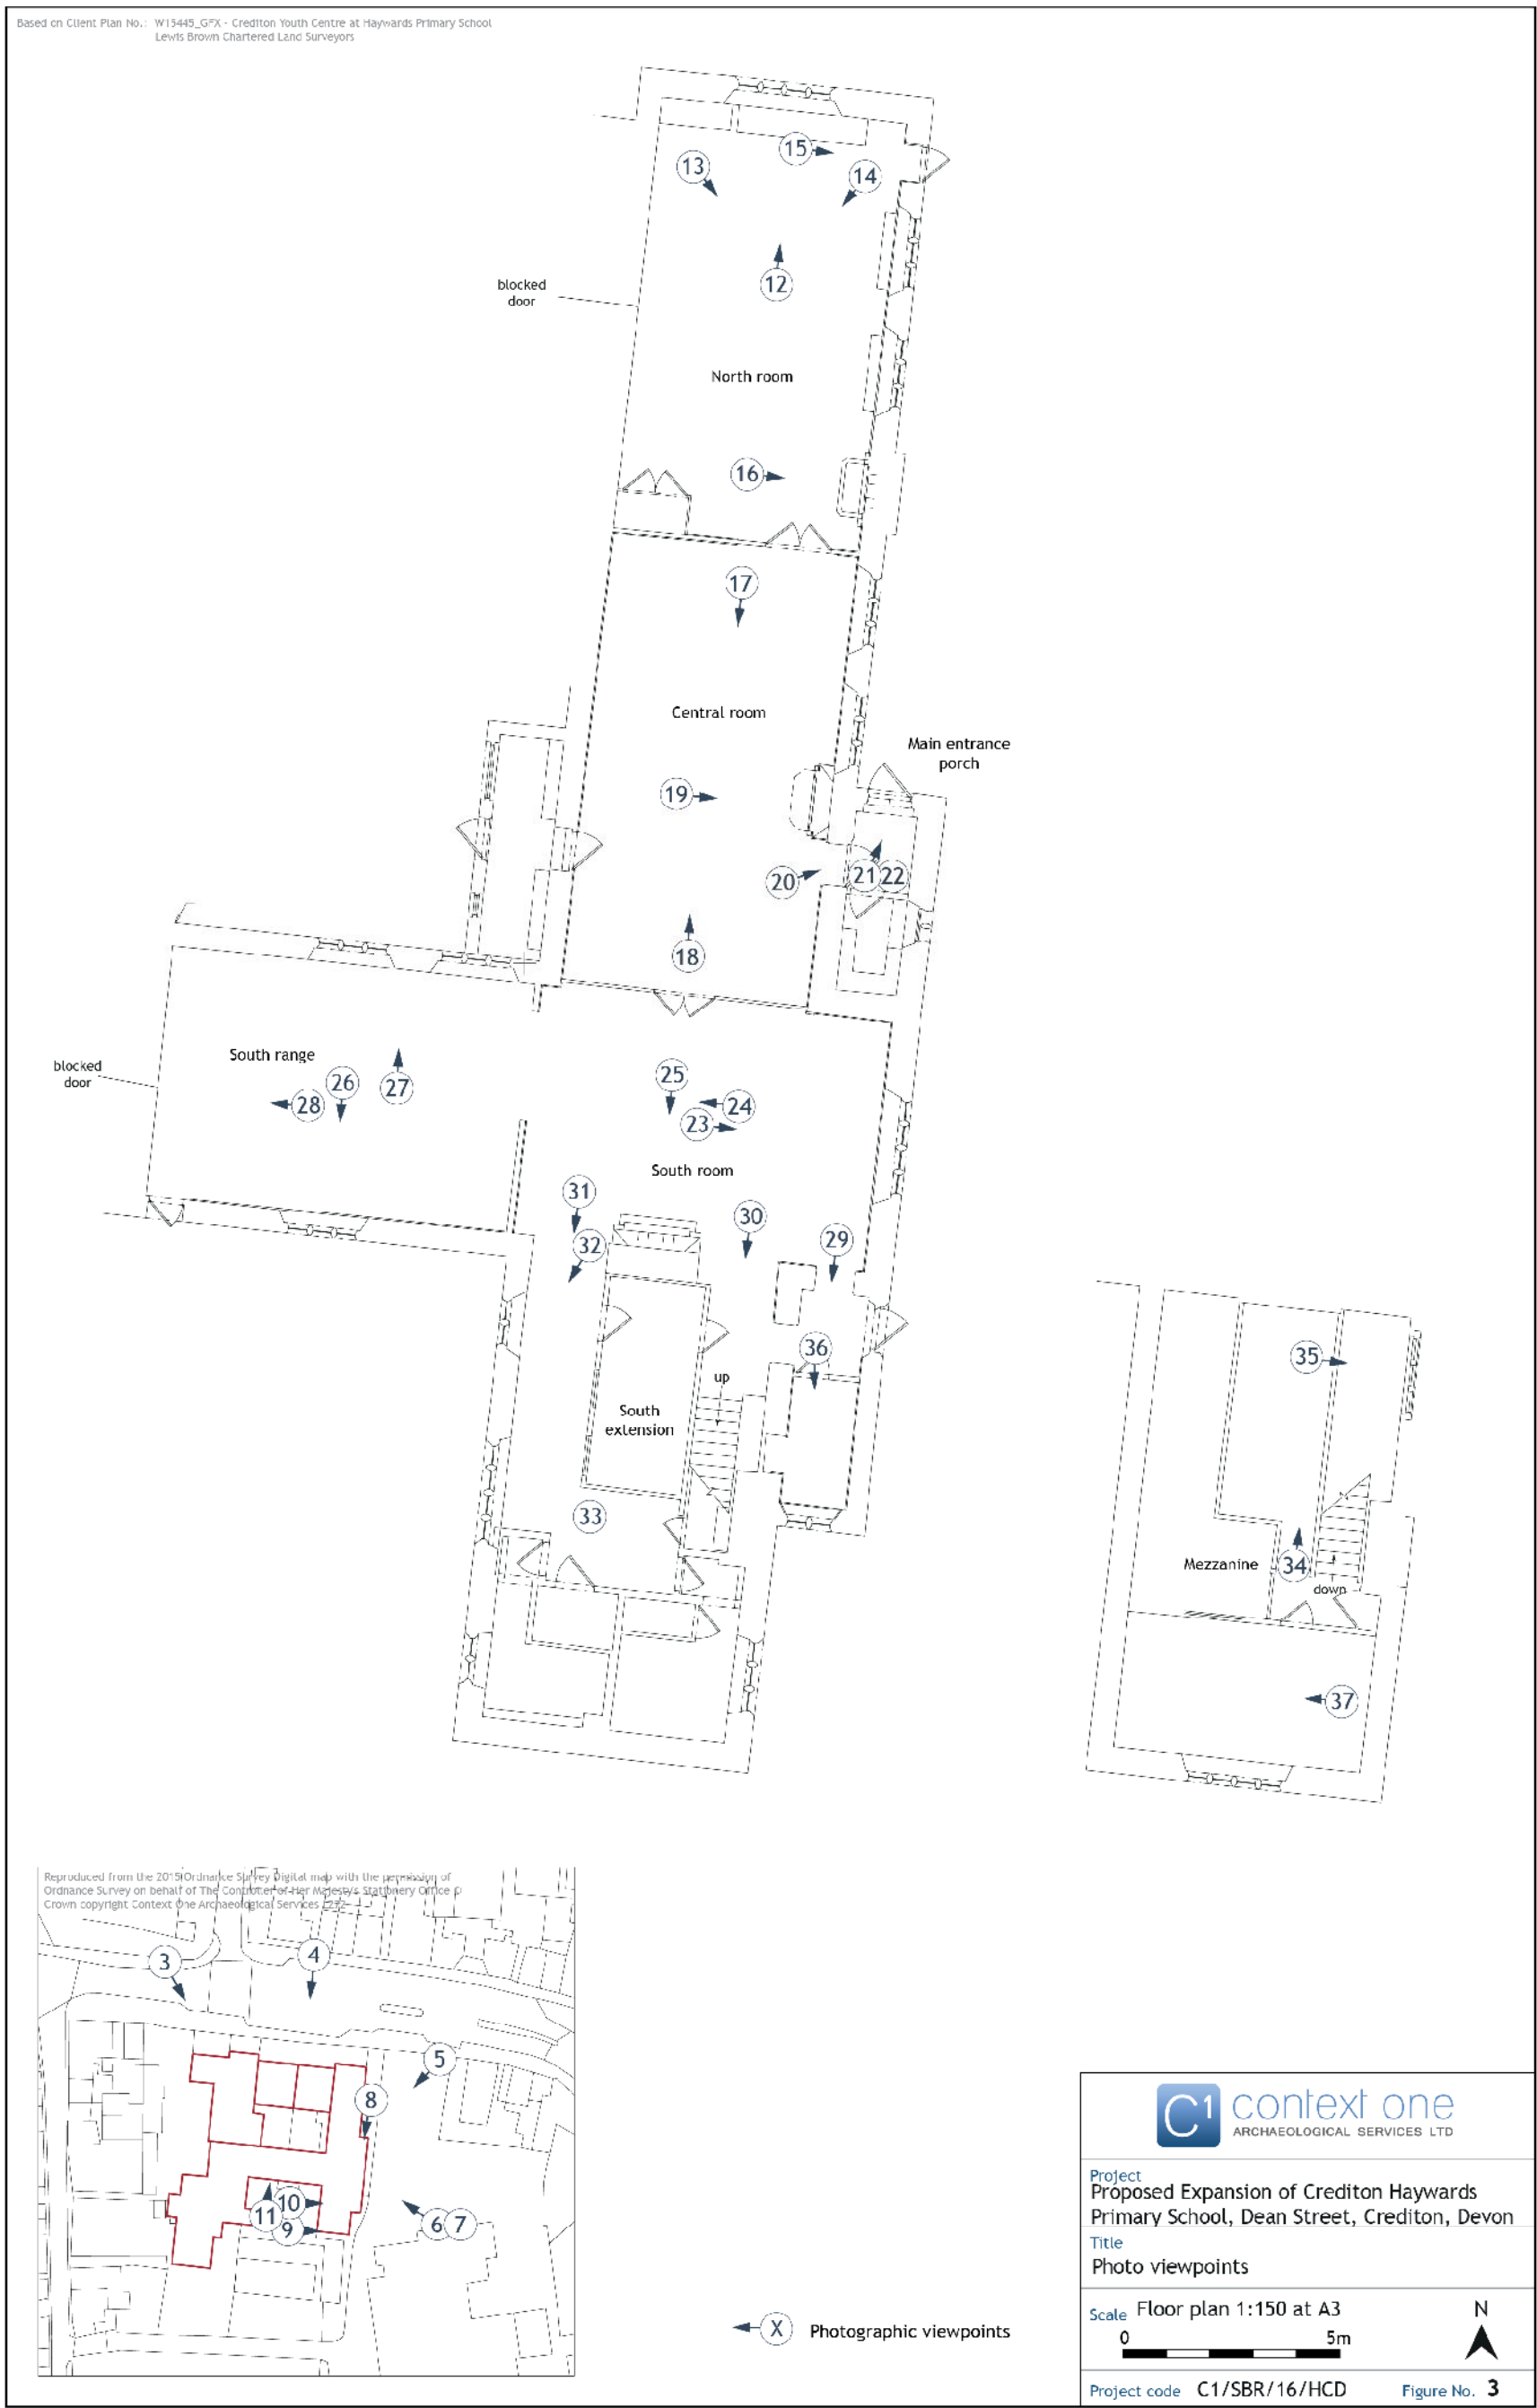 Based on Client Plan No.: W15445_GFX - Crediton Youth Centre at Haywards Primary School
Lewis Brown Chartered Land Surveyors
15
13
14
12
blocked
door
North room
16
17
Central room
Main entrance
porch
19
20
21 22
18
South range
blocked
door
25
26
27
28
24
23
South room
31
30
29
32
36
35
up
South
extension
33
Mezzanine
34
down
37
Reproduced from the 2015 Ordnance Survey Digital map with the permission of
Ordnance Survey on behalf of The Controller of Her Majesty's Stationery Office ©
Crown copyright Context One Archaeological Services
3
4
5
8
10
11
9
6 7
X Photographic viewpoints
C1 context one
ARCHAEOLOGICAL SERVICES LTD
Project
Proposed Expansion of Crediton Haywards
Primary School, Dean Street, Crediton, Devon
Title
Photo viewpoints
Scale Floor plan 1:150 at A3
N
0 5m
Project code C1/SBR/16/HCD Figure No. 3